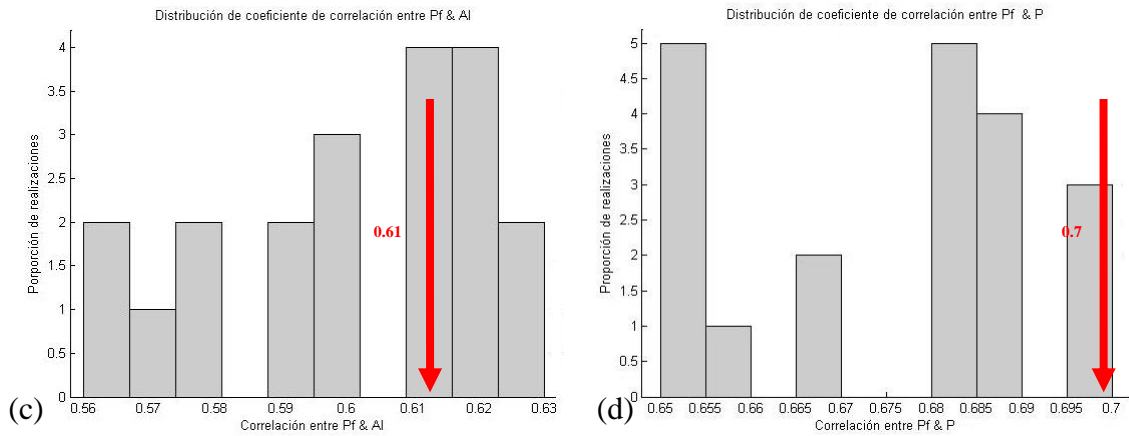 Distribución de coeficiente de correlación entre Pf & Al
4
3.5
3
2.5
2
1.5
1
0.5
0
Porporción de realizaciones
0.61
0.56 0.57 0.58 0.59 0.6 0.61 0.62 0.63
Correlación entre Pf & Al
(c)
Distribución de coeficiente de correlación entre Pf & P
5
4.5
4
3.5
3
2.5
2
1.5
1
0.5
0
Proporción de realizaciones
0.7
0.65 0.655 0.66 0.665 0.67 0.675 0.68 0.685 0.69 0.695 0.7
Correlación entre Pf & P
(d)